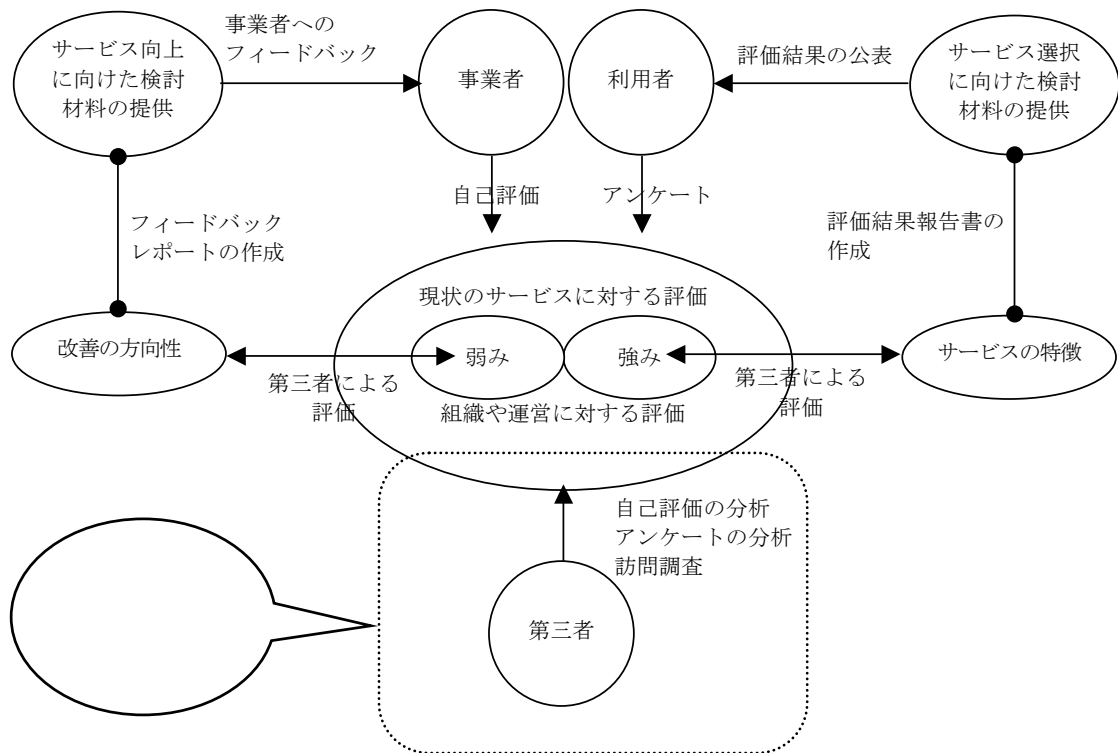 事業者への
フィードバック
サービス向上
に向けた検討
材料の提供
事業者
利用者
評価結果の公表
サービス選択
に向けた検討
材料の提供
自己評価
アンケート
フィードバック
レポートの作成
評価結果報告書の
作成
現状のサービスに対する評価
改善の方向性
弱み
強み
サービスの特徴
第三者による
評価
第三者による
評価
組織や運営に対する評価
自己評価の分析
アンケートの分析
訪問調査
第三者